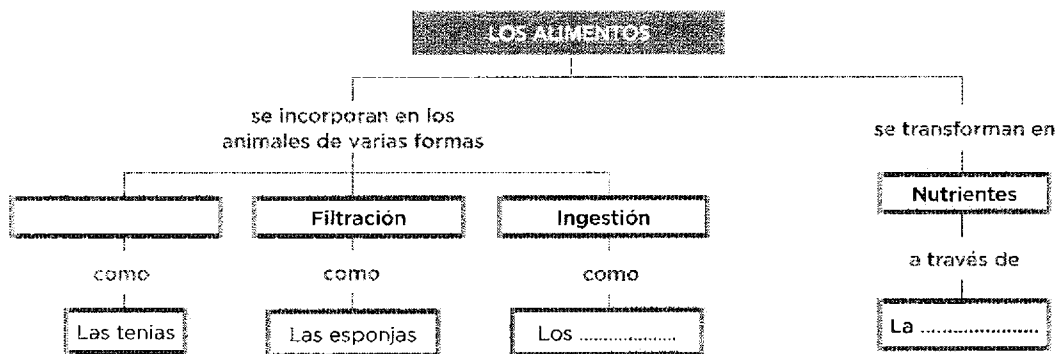 LOS ALIMENTOS
se incorporan en los
animales de varias formas
se transforman en
Filtración
Ingestión
Nutrientes
como
como
como
a través de
Las tenias
Las esponjas
Los ....................
La ........................